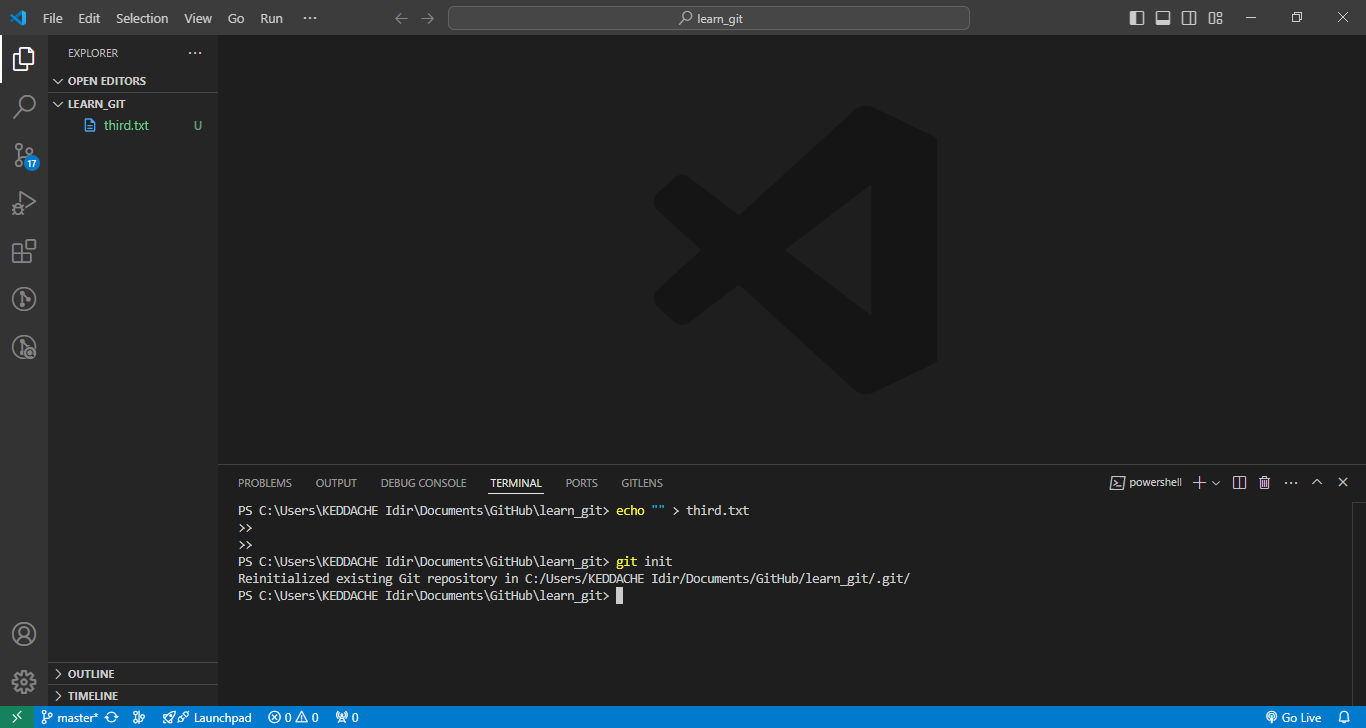 File Edit Selection View Go Run ···
learn_git
EXPLORER ···
OPEN EDITORS
LEARN_GIT
third.txt U
17
OUTLINE
TIMELINE
PROBLEMS OUTPUT DEBUG CONSOLE TERMINAL PORTS GITLENS
powershell
PS C:\Users\KEDDACHE Idir\Documents\GitHub\learn_git> echo "" > third.txt
>>
>>
PS C:\Users\KEDDACHE Idir\Documents\GitHub\learn_git> git init
Reinitialized existing Git repository in C:/Users/KEDDACHE Idir/Documents/GitHub/learn_git/.git/
PS C:\Users\KEDDACHE Idir\Documents\GitHub\learn_git>
master* Launchpad 0 0 0 Go Live